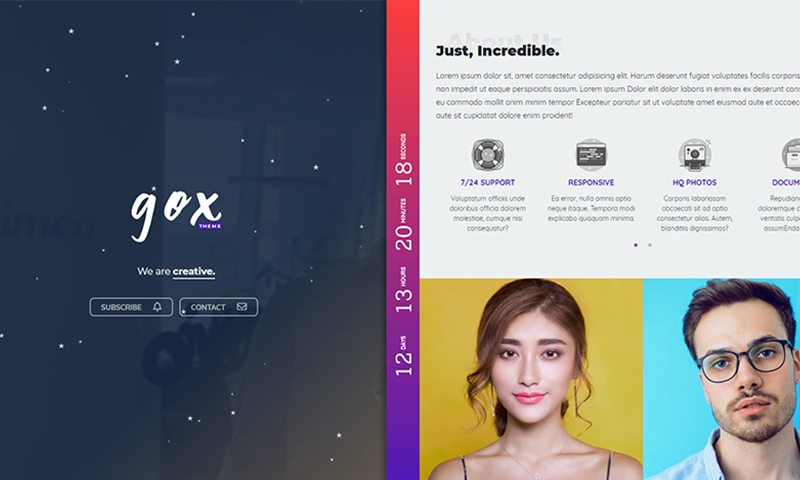 gox
THEME
We are creative.
SUBSCRIBE
CONTACT
12 DAYS
13 HOURS
20 MINUTES
18 SECONDS
About Us
Just, Incredible.
Lorem ipsum dolor sit, amet consectetur adipisicing elit. Harum deserunt fugiat voluptates facilis corporis
non impedit ut eaque perspiciatis assum. Lorem ipsum Dolor elit dolor laboris in ex ex deserunt cons
eu commodo mollit anim minim tempor Excepteur pariatur sit ut voluptate amet eiusmod aute et occaec
aute sit cupidatat dolore enim proident!
7/24 SUPPORT
Voluptatum officiis unde
doloribus officia dolorem
molestiae, cumque nisi
consequatur?
RESPONSIVE
Ea error, nulla omnis optio
neque itaque. Tempora modi
explicabo quisquam minima.
HQ PHOTOS
Corporis laboriosam
obcaecati sit ad optio
consectetur alias. Autem,
blanditiis dignissimos?
DOCUM
Repudian
doloremque c
veritatis culpa
assumEnda